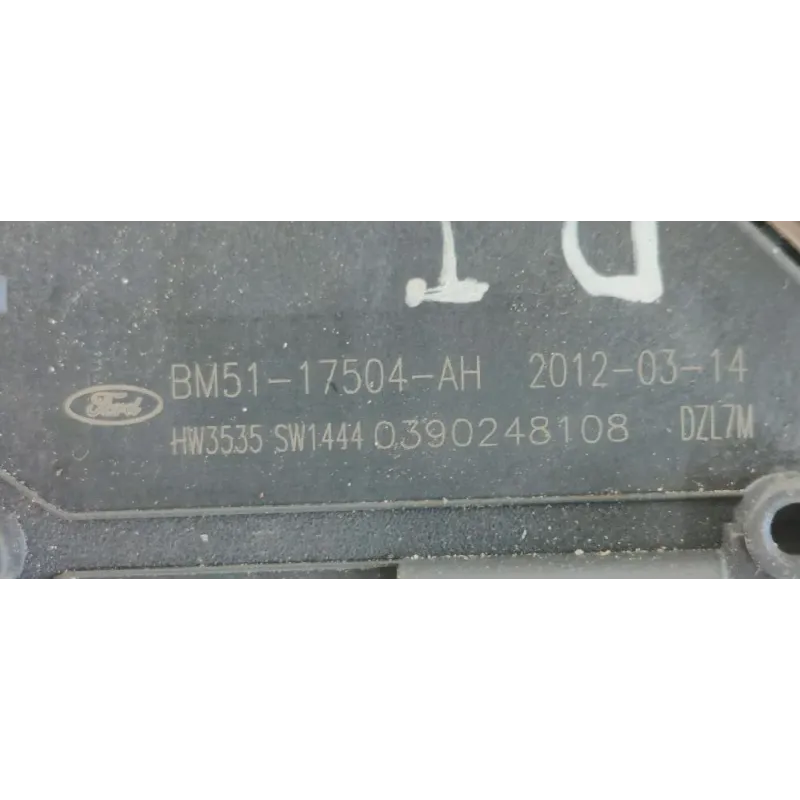 D I
BM51-17504-AH 2012-03-14
Ford
HW3535 SW1444 0390248108 DZL7M